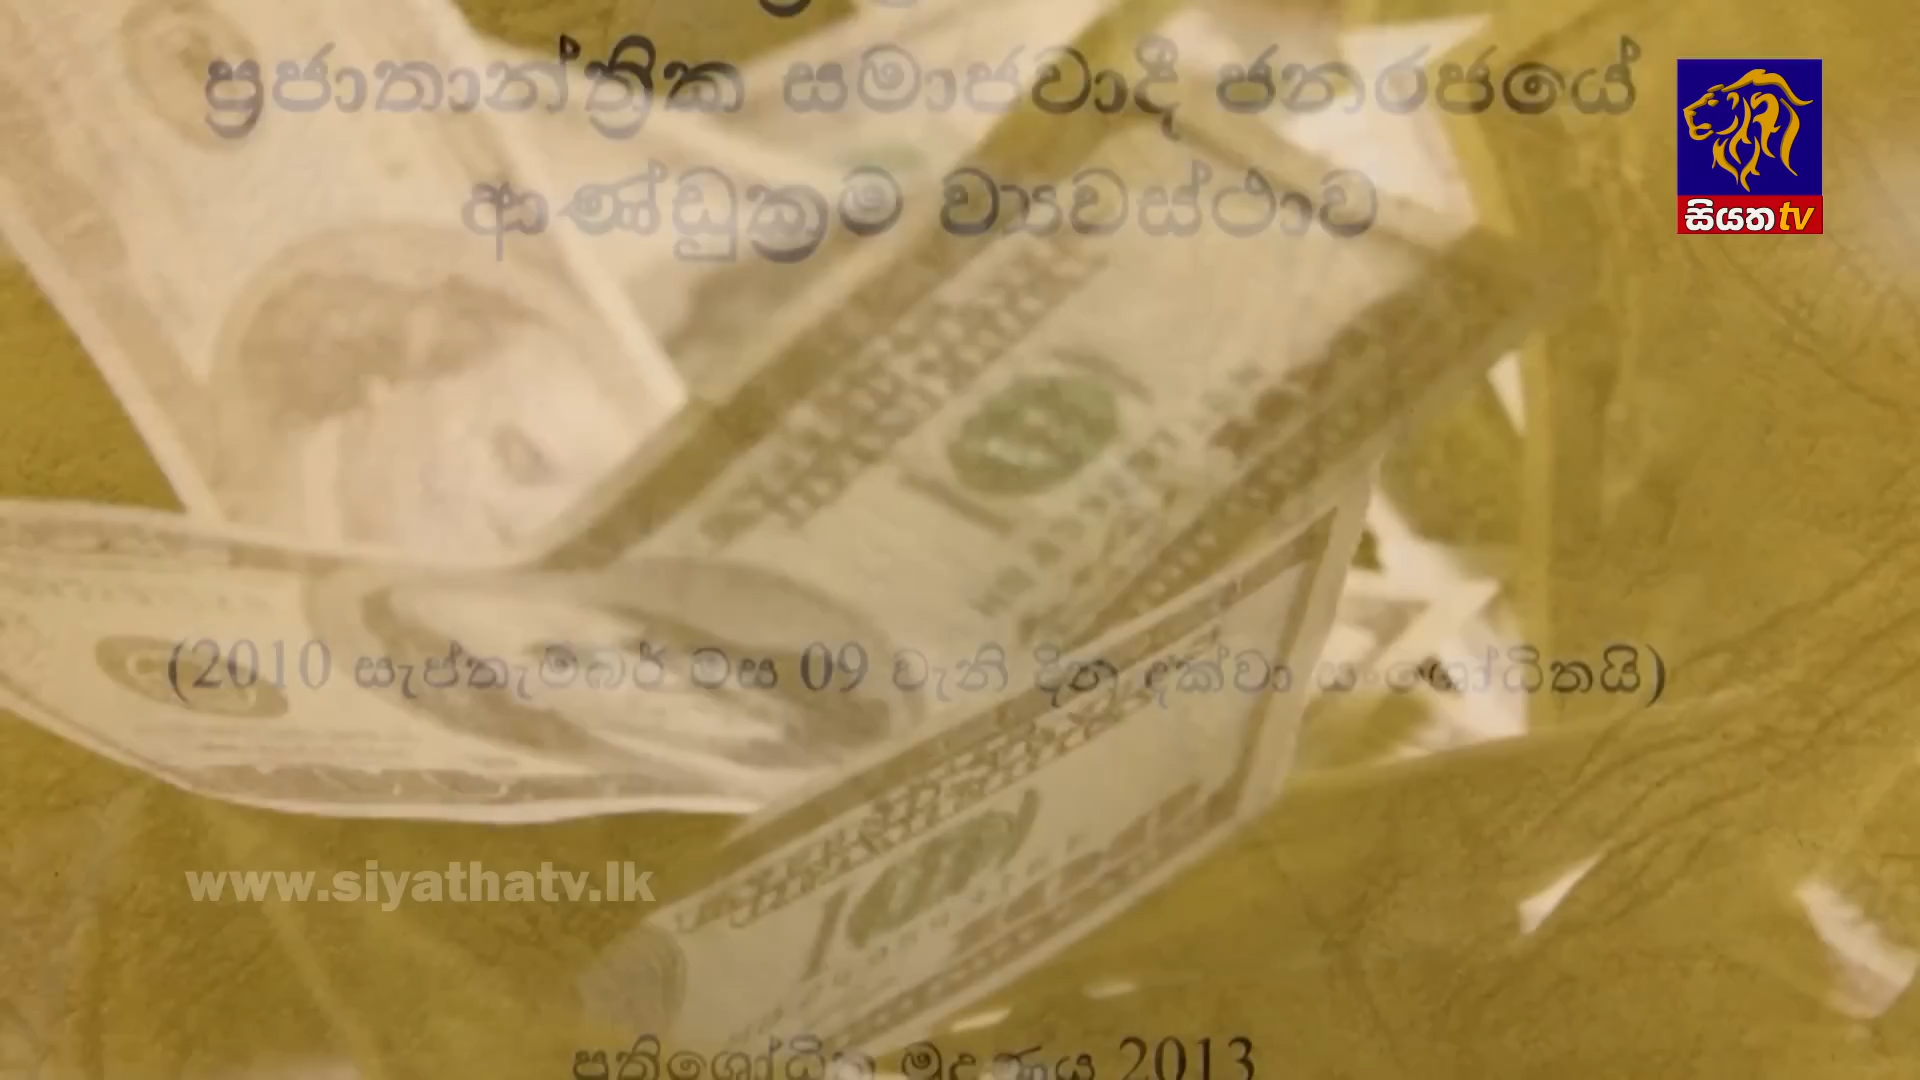 ප්‍රජාතාන්ත්‍රික සමාජවාදී ජනරජයේ
ආණ්ඩුක්‍රම ව්‍යවස්ථාව
සියත tv
(2010 සැප්තැම්බර් මස 09 වැනි දින දක්වා සංශෝධිතයි)
www.siyathatv.lk
ප්‍රතිශෝධිත මුද්‍රණය 2013